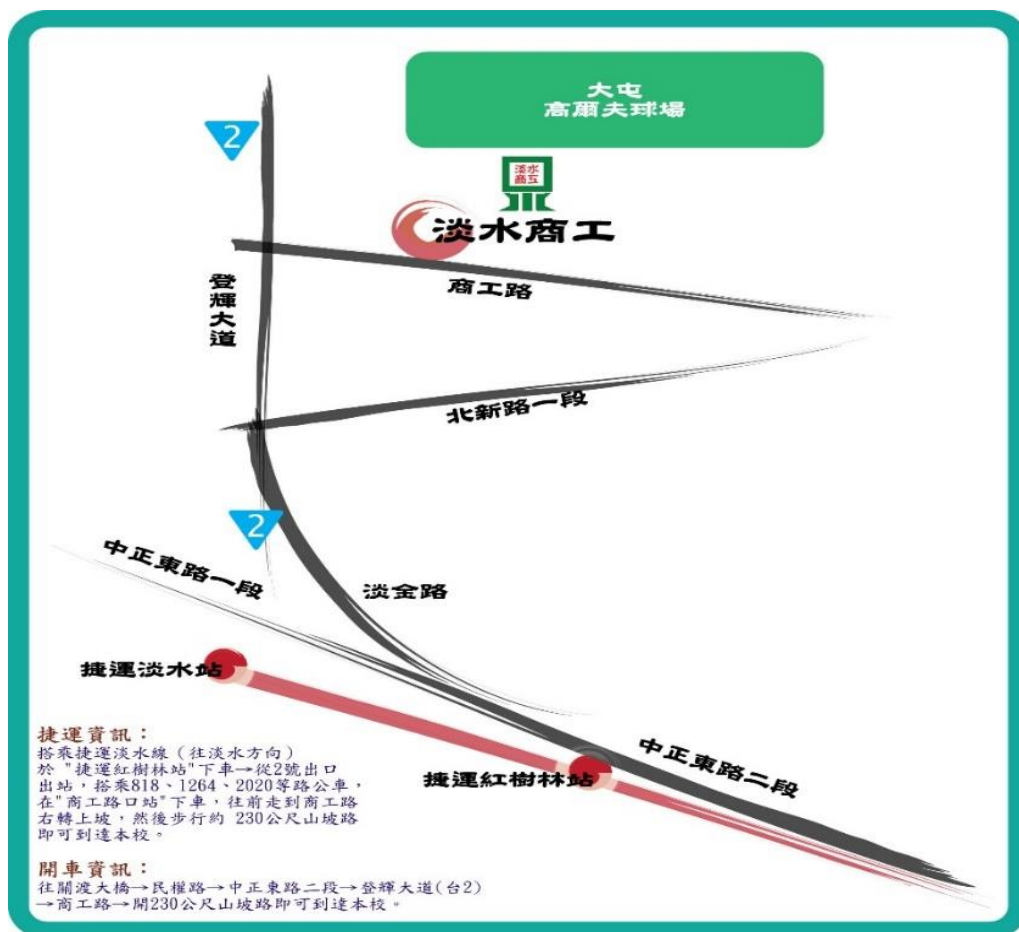 大屯
高爾夫球場
2
淡水
商工
淡水商工
商工路
登輝大道
北新路一段
2
中正東路一段
淡金路
捷運淡水站
中正東路二段
捷運紅樹林站
捷運資訊：
搭乘捷運淡水線（往淡水方向）
於 "捷運紅樹林站"下車→從2號出口
出站，搭乘818、1264、2020等路公車，
在"商工路口站"下車，往前走到商工路
右轉上坡，然後步行約 230公尺山坡路
即可到達本校。
開車資訊：
往關渡大橋→民權路→中正東路二段→登輝大道(台2)
→商工路→開230公尺山坡路即可到達本校。